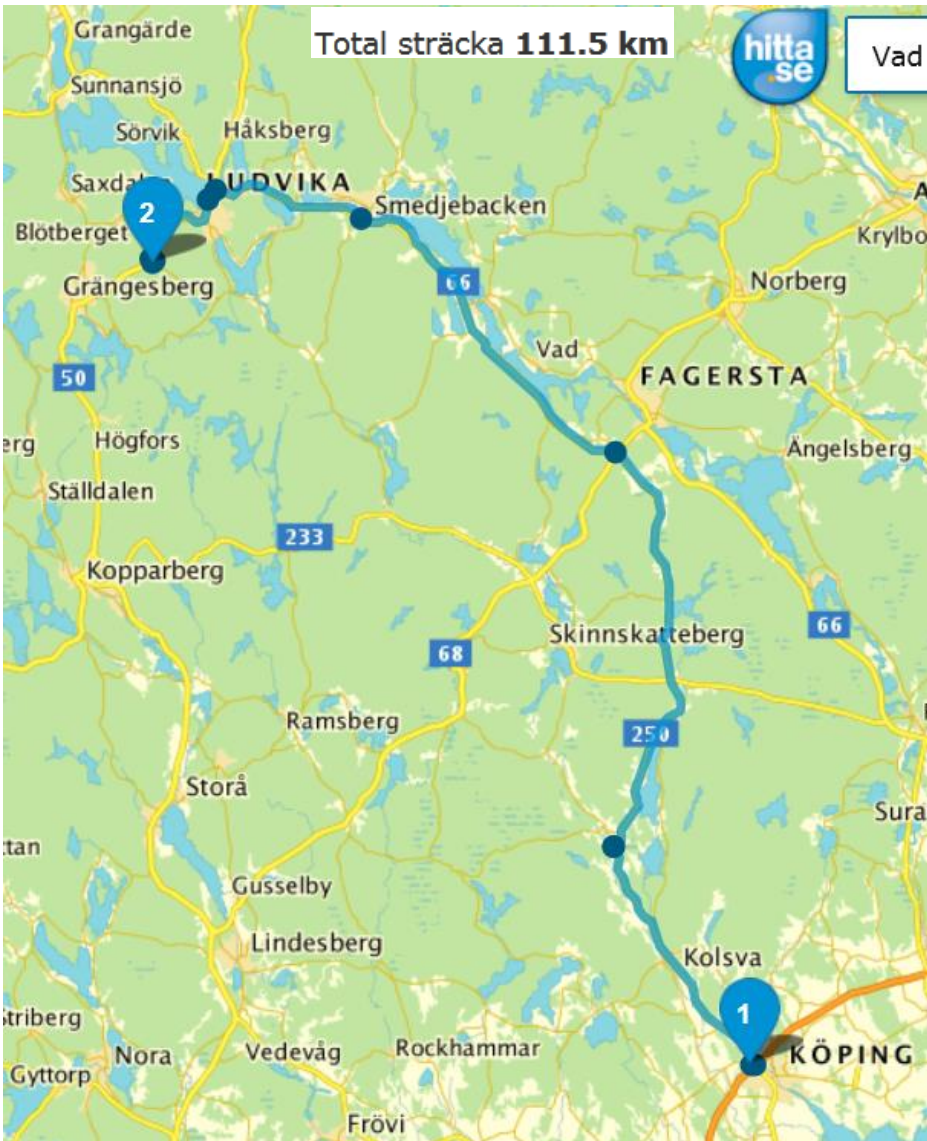 Grangärde
Total sträcka 111.5 km
hitta
se
Vad
Sunnansjö
Sörvik
Håksberg
LUDVIKA
2
Smedjebacken
Blötberget
Krylbo
Grängesberg
66
Norberg
Vad
50
FAGERSTA
erg
Högfors
Ängelsberg
Ställdalen
233
Kopparberg
Skinnskatteberg
66
68
Ramsberg
250
Storå
Sura
ttan
Gusselby
Lindesberg
Kolsva
Striberg
1
Nora
Vedevåg
Rockhammar
KÖPING
Gyttorp
Frövi